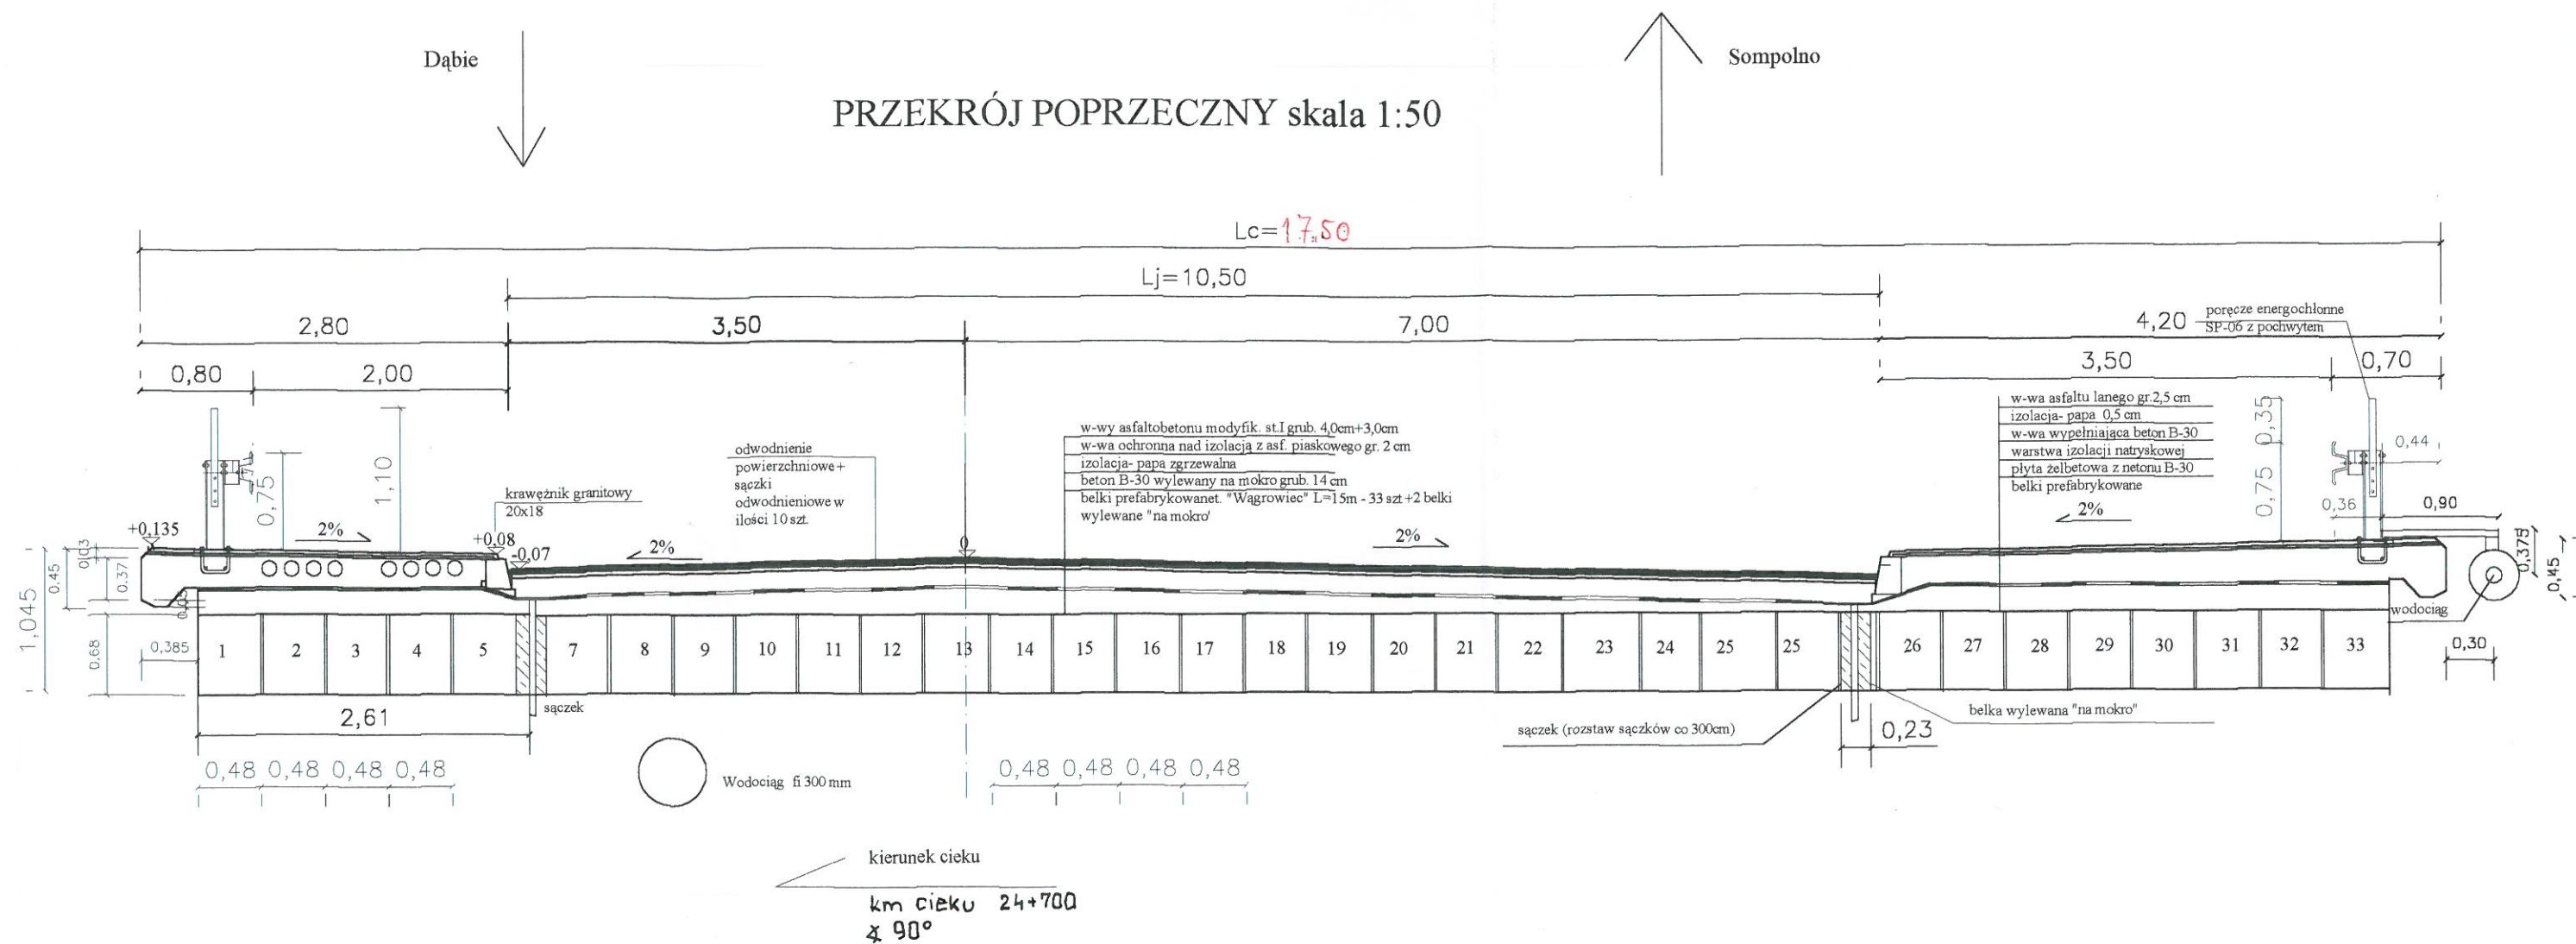 Dąbie
Sompolno
PRZEKRÓJ POPRZECZNY skala 1:50
Lc=17.50
Lj=10,50
2,80
3,50
7,00
4,20
poręcze energochłonne
SP-06 z pochwytem
0,80
2,00
3,50
0,70
0,75
1,10
krawężnik granitowy
20x18
odwodnienie
powierzchniowe+
sączki
odwodnieniowe w
ilości 10 szt.
w-wy asfaltobetonu modyfik. st.I grub. 4,0cm+3,0cm
w-wa ochronna nad izolacją z asf. piaskowego gr. 2 cm
izolacja- papa zgrzewalna
beton B-30 wylewany na mokro grub. 14 cm
belki prefabrykowanet. "Wągrowiec" L=15m - 33 szt +2 belki
wylewane "na mokro'
w-wa asfaltu lanego gr.2,5 cm
izolacja- papa 0,5 cm
w-wa wypełniająca beton B-30
warstwa izolacji natryskowej
płyta żelbetowa z netonu B-30
belki prefabrykowane
0,35
0,75
0,44
0,36
0,90
+0,135
2%
+0,08
-0,07
2%
0
2%
2%
1,045
0,45
0,03
0,37
0,68
0,385
0,375
0,45
wodociąg
0,30
1 2 3 4 5 7 8 9 10 11 12 13 14 15 16 17 18 19 20 21 22 23 24 25 25 26 27 28 29 30 31 32 33
2,61
sączek
sączek (rozstaw sączków co 300cm)
0,23
belka wylewana "na mokro"
0,48 0,48 0,48 0,48
Wodociąg fi 300 mm
0,48 0,48 0,48 0,48
kierunek cieku
km cieku 24+700
∡ 90°